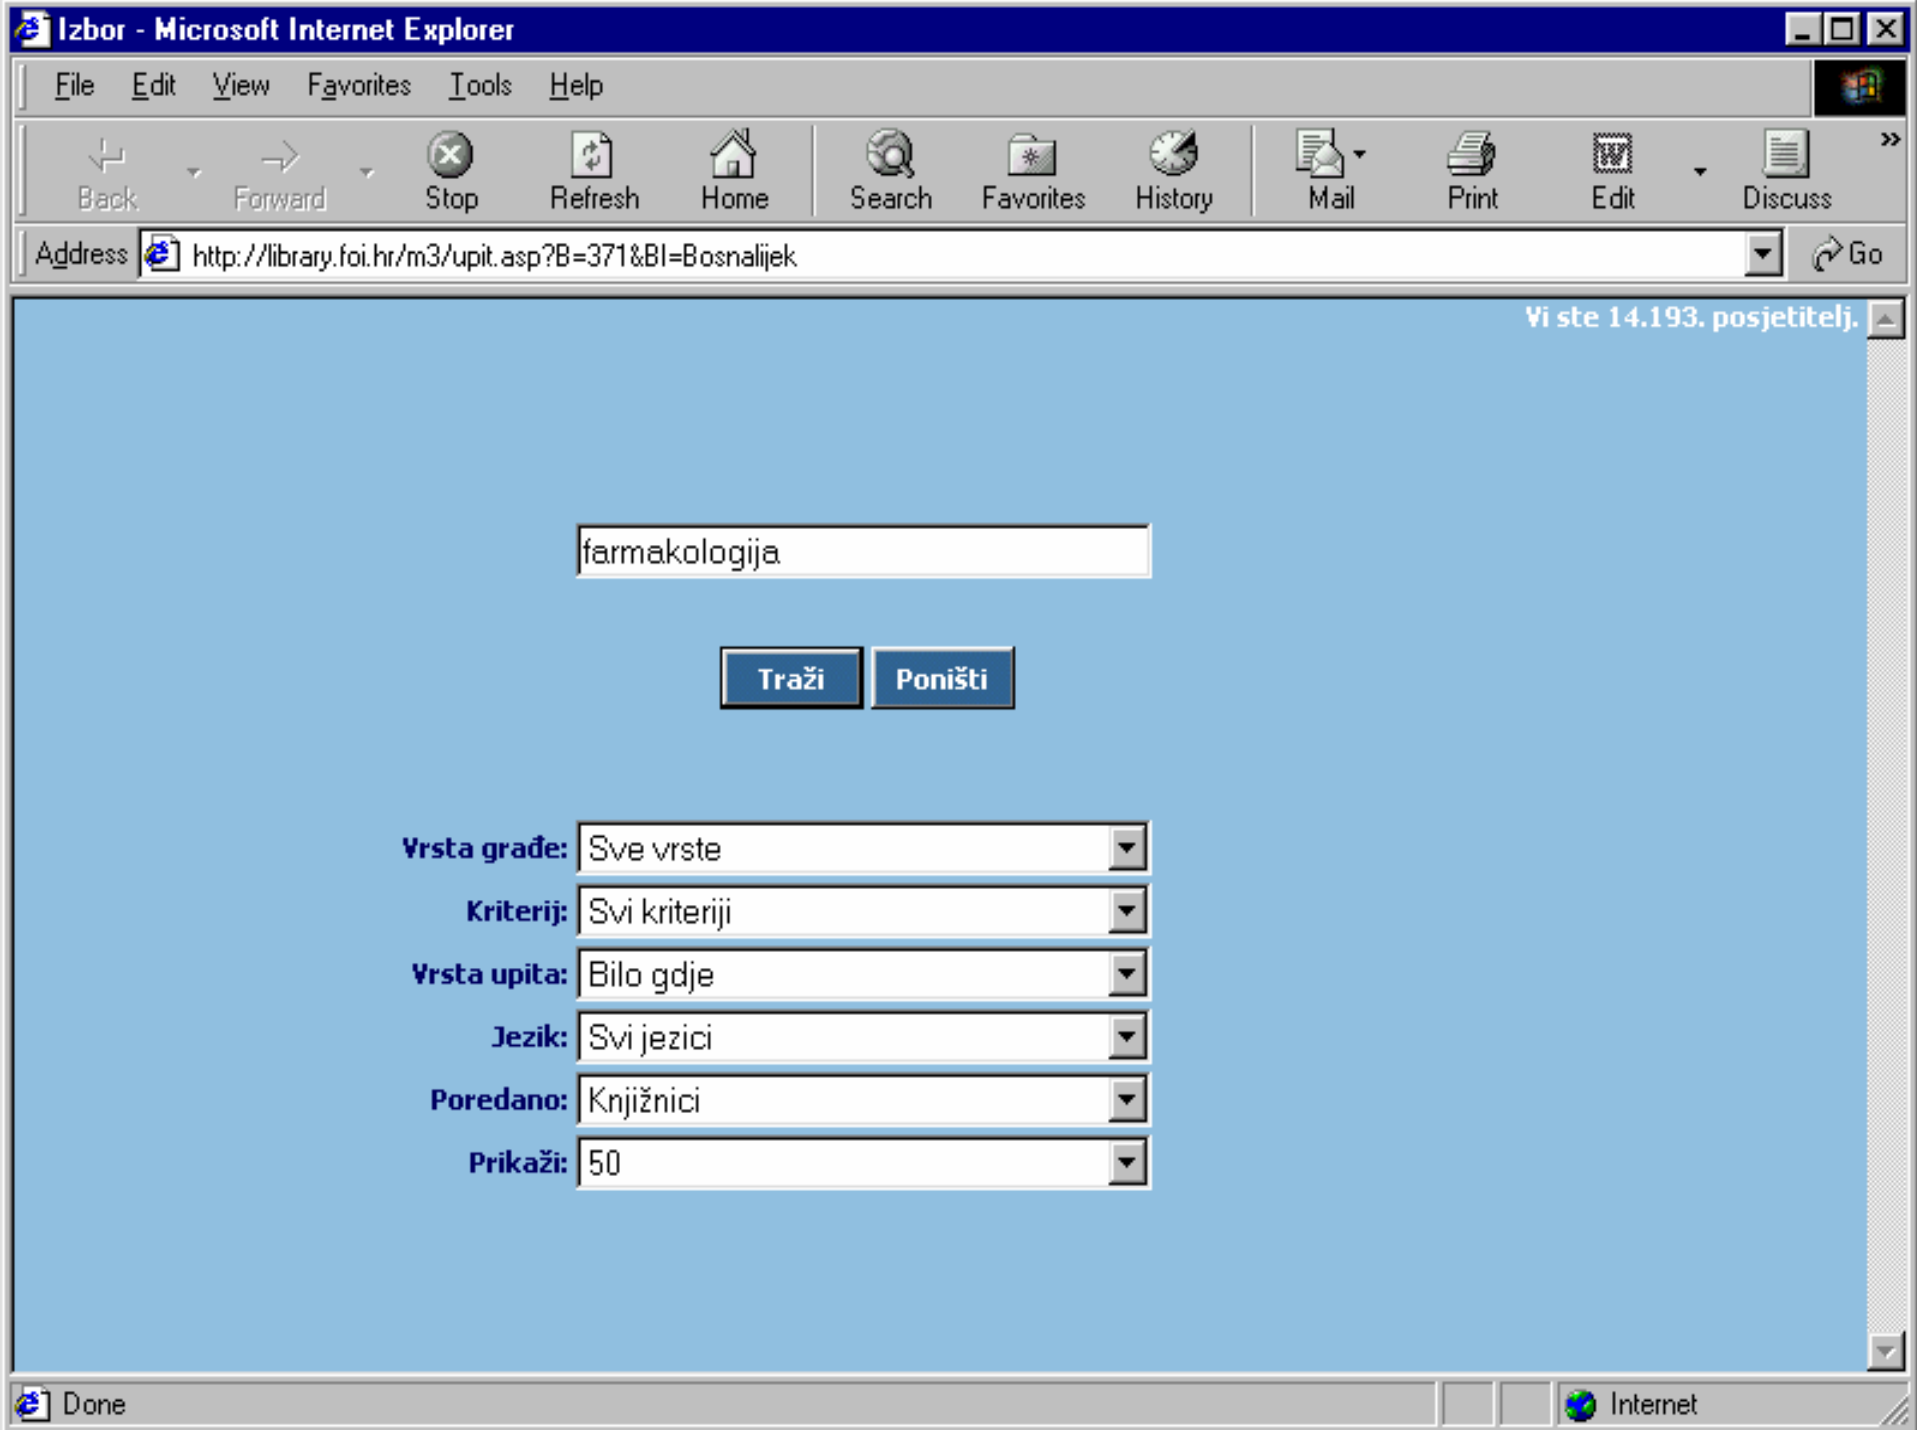 Izbor - Microsoft Internet Explorer
File Edit View Favorites Tools Help
Back Forward Stop Refresh Home Search Favorites History Mail Print Edit Discuss »
Address http://library.foi.hr/m3/upit.asp?B=371&BI=Bosnalijek Go
Vi ste 14.193. posjetitelj.
farmakologija
Traži Poništi
Vrsta građe: Sve vrste
Kriterij: Svi kriteriji
Vrsta upita: Bilo gdje
Jezik: Svi jezici
Poredano: Knjižnici
Prikaži: 50
Done Internet